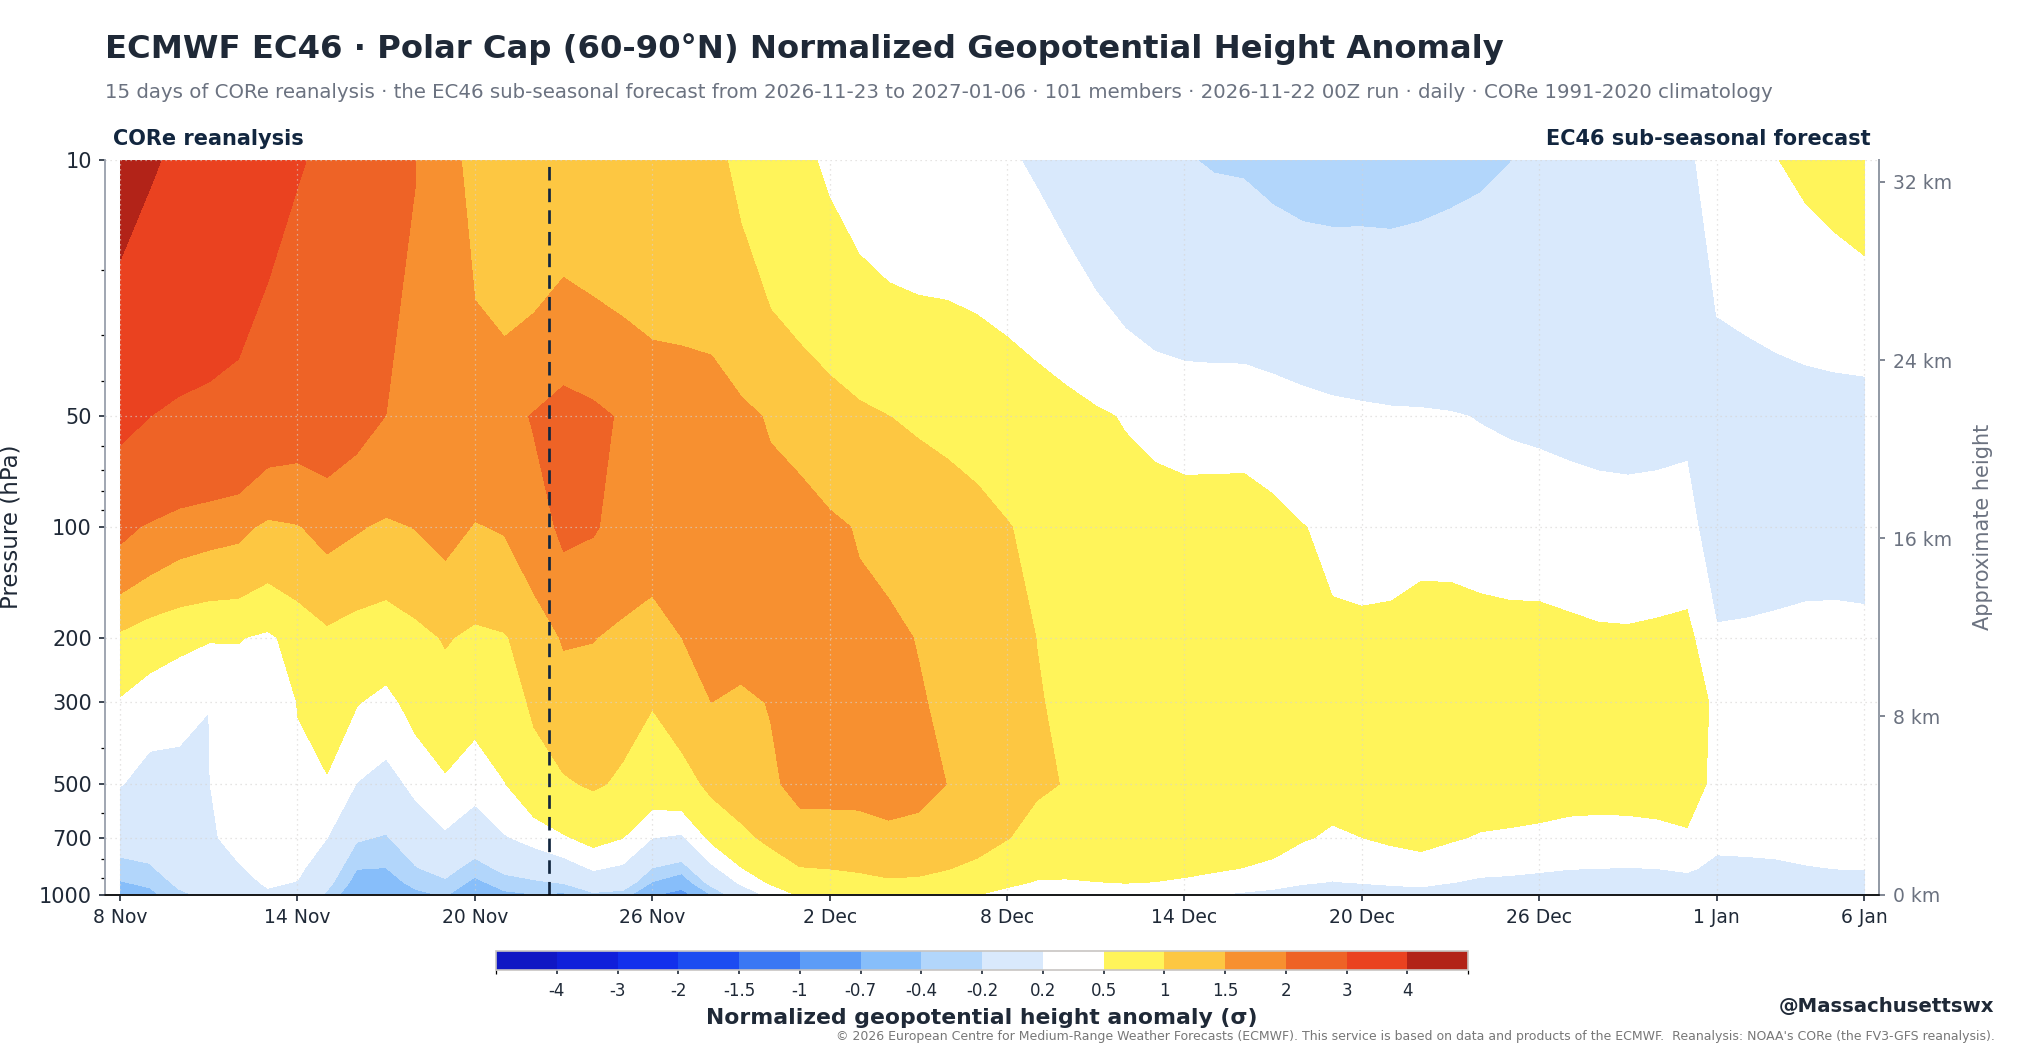 ECMWF EC46 · Polar Cap (60-90°N) Normalized Geopotential Height Anomaly
15 days of CORe reanalysis · the EC46 sub-seasonal forecast from 2026-11-23 to 2027-01-06 · 101 members · 2026-11-22 00Z run · daily · CORe 1991-2020 climatology
CORe reanalysis
EC46 sub-seasonal forecast
10
50
100
200
300
500
700
1000
Pressure (hPa)
32 km
24 km
16 km
8 km
0 km
Approximate height
8 Nov 14 Nov 20 Nov 26 Nov 2 Dec 8 Dec 14 Dec 20 Dec 26 Dec 1 Jan 6 Jan
-4 -3 -2 -1.5 -1 -0.7 -0.4 -0.2 0.2 0.5 1 1.5 2 3 4
Normalized geopotential height anomaly (σ)
@Massachusettswx
© 2026 European Centre for Medium-Range Weather Forecasts (ECMWF). This service is based on data and products of the ECMWF. Reanalysis: NOAA's CORe (the FV3-GFS reanalysis).